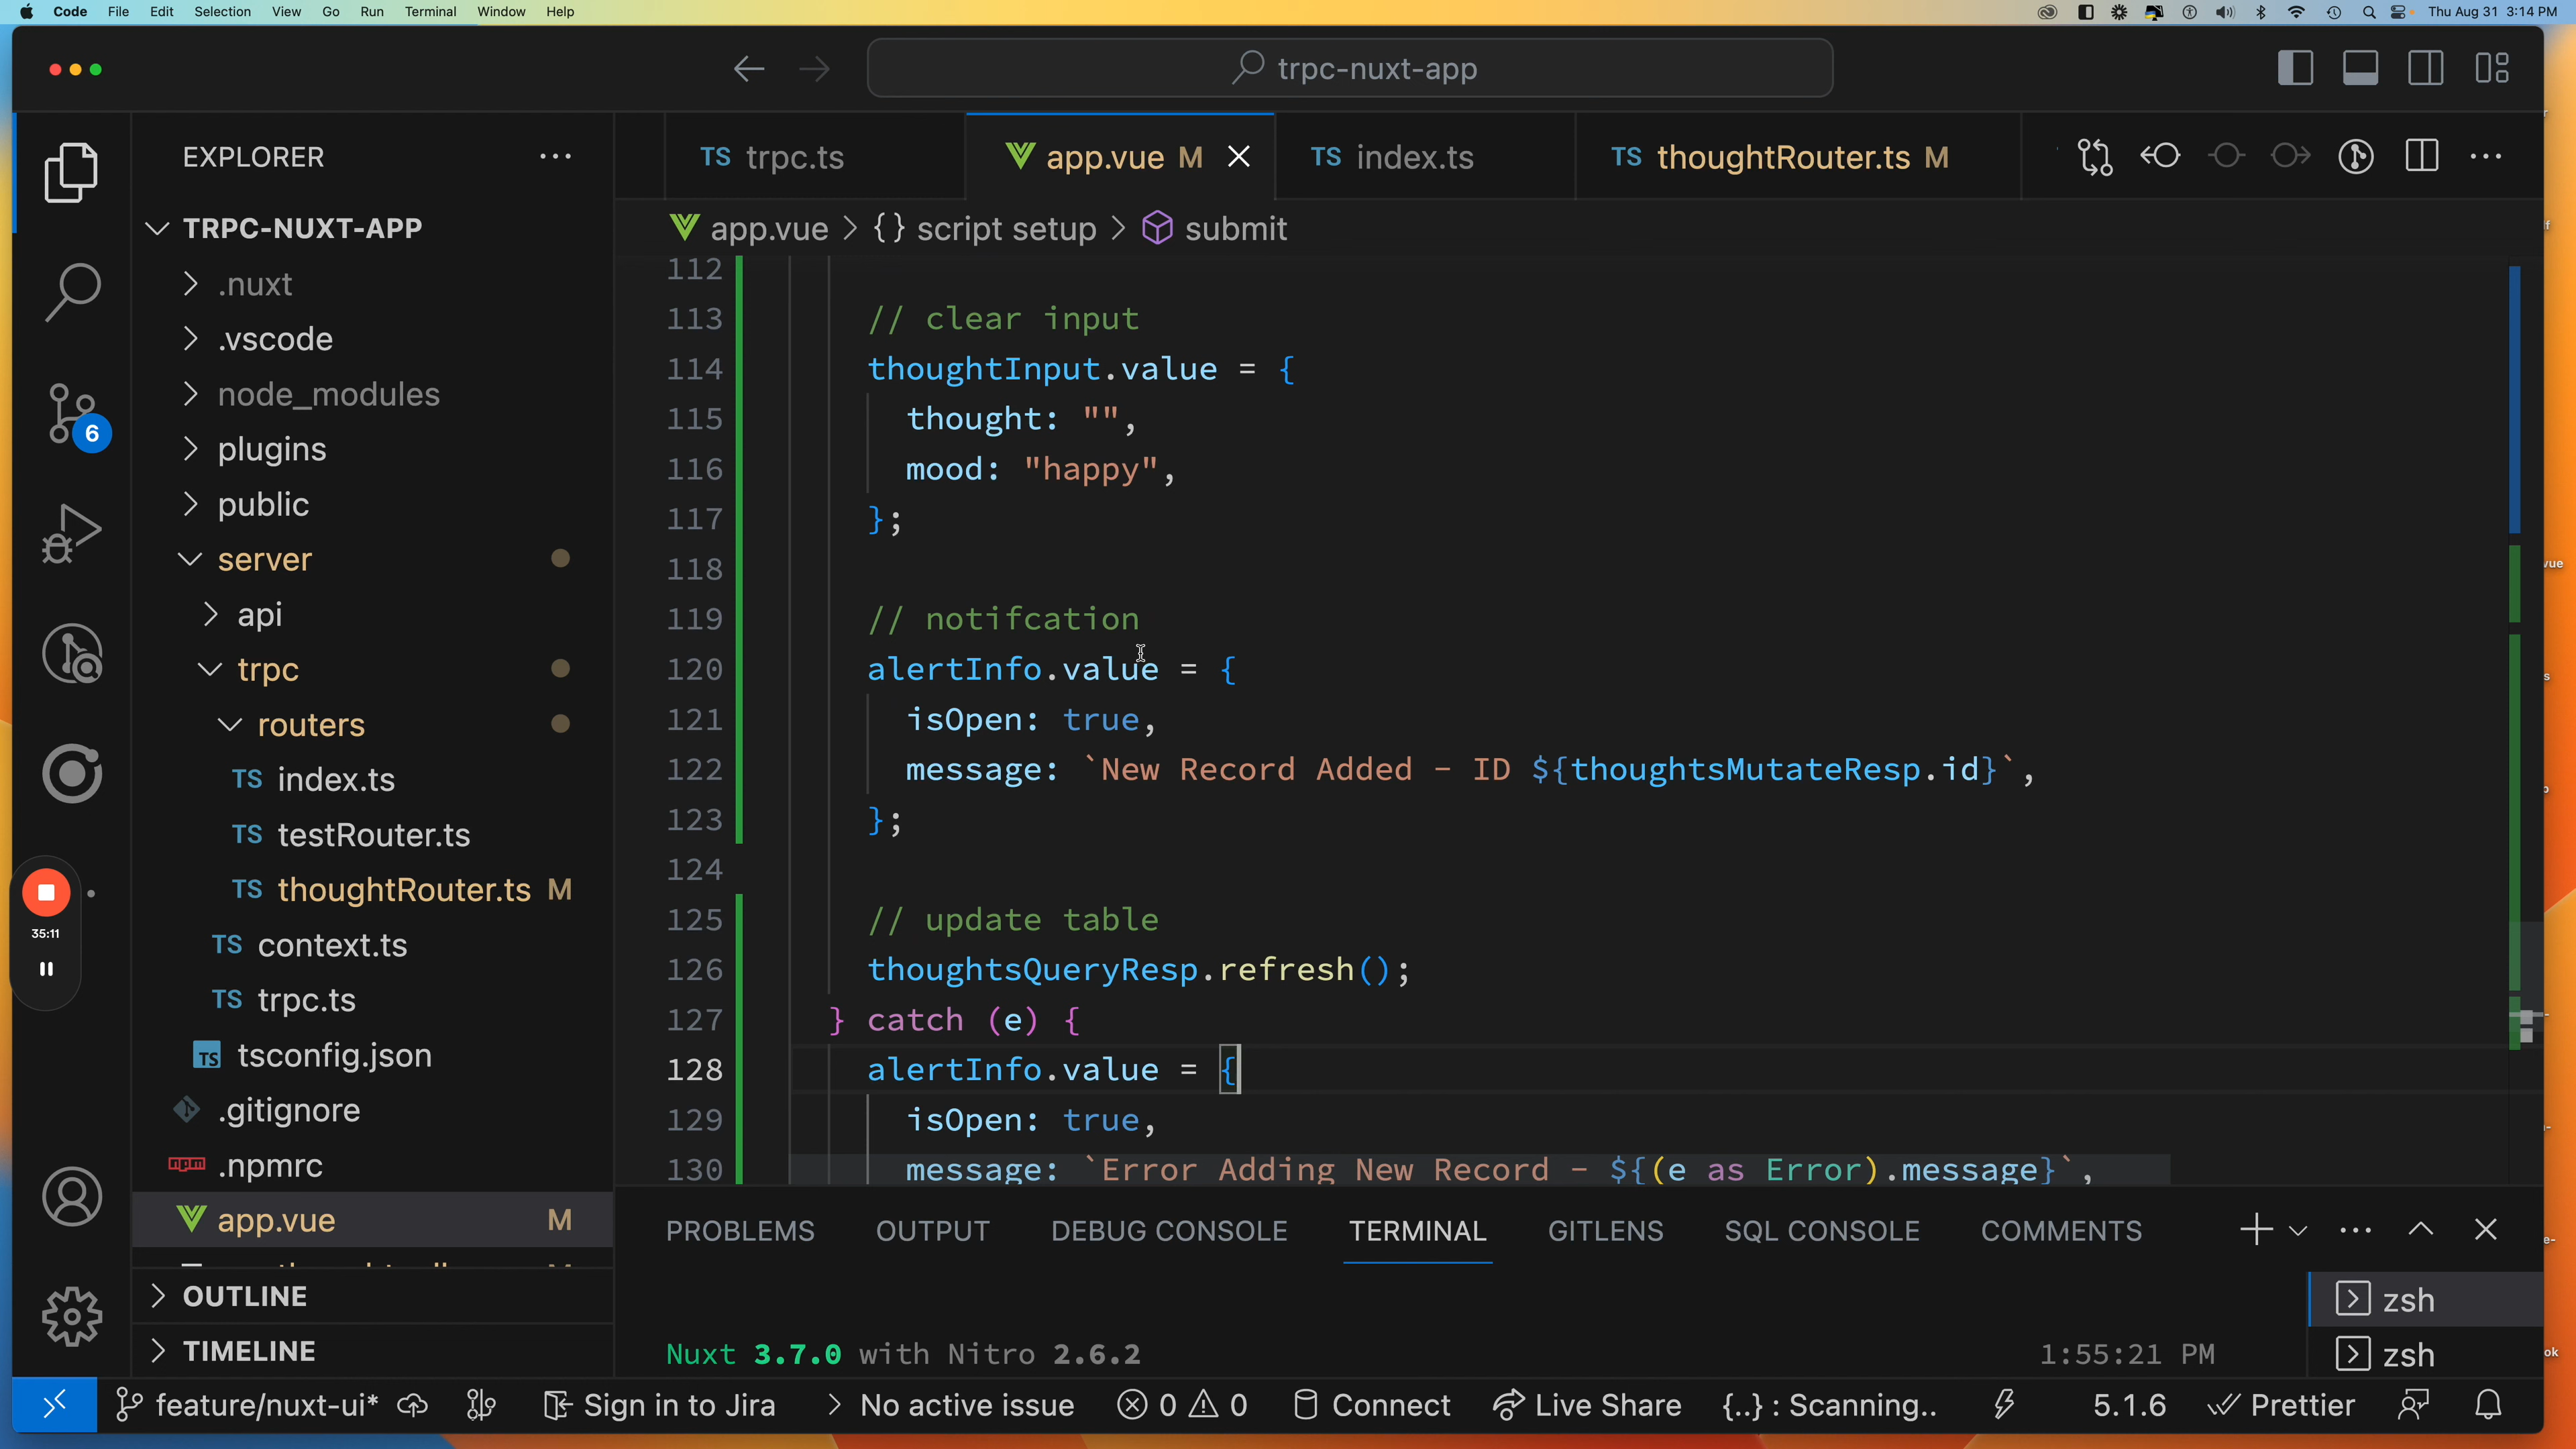 Code File Edit Selection View Go Run Terminal Window Help Thu Aug 31 3:14 PM
trpc-nuxt-app
EXPLORER
TS trpc.ts app.vue M TS index.ts TS thoughtRouter.ts M
TRPC-NUXT-APP
app.vue > {} script setup > submit
.nuxt
.vscode
node_modules
plugins
public
server
api
trpc
routers
TS index.ts
TS testRouter.ts
TS thoughtRouter.ts M
TS context.ts
TS trpc.ts
TS tsconfig.json
.gitignore
npm .npmrc
app.vue M
OUTLINE
TIMELINE
6
35:11
112
113 // clear input
114 thoughtInput.value = {
115 thought: "",
116 mood: "happy",
117 };
118
119 // notifcation
120 alertInfo.value = {
121 isOpen: true,
122 message: `New Record Added - ID ${thoughtsMutateResp.id}`,
123 };
124
125 // update table
126 thoughtsQueryResp.refresh();
127 } catch (e) {
128 alertInfo.value = {
129 isOpen: true,
130 message: `Error Adding New Record - ${(e as Error).message}`,
PROBLEMS OUTPUT DEBUG CONSOLE TERMINAL GITLENS SQL CONSOLE COMMENTS
zsh
Nuxt 3.7.0 with Nitro 2.6.2 1:55:21 PM
zsh
feature/nuxt-ui* Sign in to Jira > No active issue 0 0 Connect Live Share {..} : Scanning.. 5.1.6 Prettier